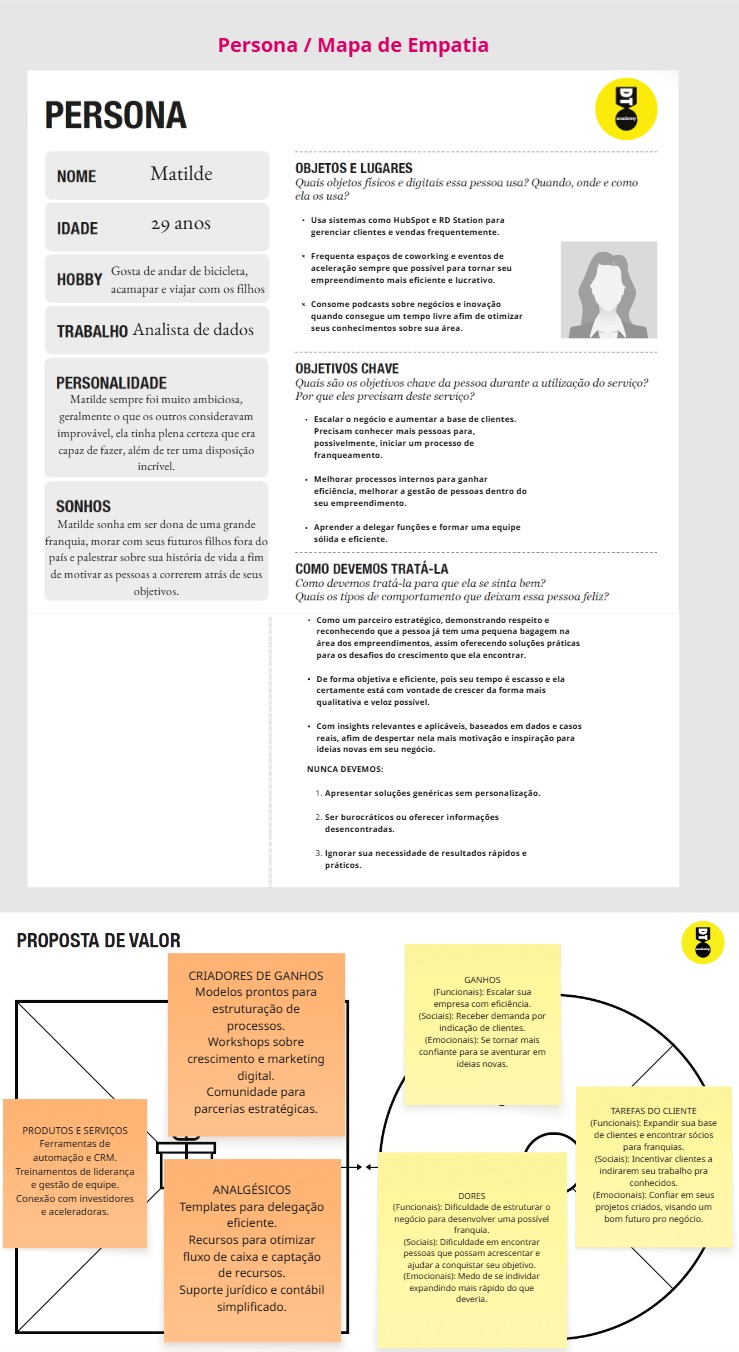 Persona / Mapa de Empatia
PERSONA
DT
academy
NOME Matilde
IDADE 29 anos
HOBBY Gosta de andar de bicicleta,
acamapar e viajar com os filhos
TRABALHO Analista de dados
PERSONALIDADE
Matilde sempre foi muito ambiciosa,
geralmente o que os outros consideravam
improvável, ela tinha plena certeza que era
capaz de fazer, além de ter uma disposição
incrível.
SONHOS
Matilde sonha em ser dona de uma grande
franquia, morar com seus futuros filhos fora do
país e palestrar sobre sua história de vida a fim
de motivar as pessoas a correrem atrás de seus
objetivos.
OBJETOS E LUGARES
Quais objetos físicos e digitais essa pessoa usa? Quando, onde e como
ela os usa?
• Usa sistemas como HubSpot e RD Station para
gerenciar clientes e vendas frequentemente.
• Frequenta espaços de coworking e eventos de
aceleração sempre que possível para tornar seu
empreendimento mais eficiente e lucrativo.
• Consome podcasts sobre negócios e inovação
quando consegue um tempo livre afim de otimizar
seus conhecimentos sobre sua área.
OBJETIVOS CHAVE
Quais são os objetivos chave da pessoa durante a utilização do serviço?
Por que eles precisam deste serviço?
• Escalar o negócio e aumentar a base de clientes.
Precisam conhecer mais pessoas para,
possivelmente, iniciar um processo de
franqueamento.
• Melhorar processos internos para ganhar
eficiência, melhorar a gestão de pessoas dentro do
seu empreendimento.
• Aprender a delegar funções e formar uma equipe
sólida e eficiente.
COMO DEVEMOS TRATÁ-LA
Como devemos tratá-la para que ela se sinta bem?
Quais os tipos de comportamento que deixam essa pessoa feliz?
• Como um parceiro estratégico, demonstrando respeito e
reconhecendo que a pessoa já tem uma pequena bagagem na
área dos empreendimentos, assim oferecendo soluções práticas
para os desafios do crescimento que ela encontrar.
• De forma objetiva e eficiente, pois seu tempo é escasso e ela
certamente está com vontade de crescer da forma mais
qualitativa e veloz possível.
• Com insights relevantes e aplicáveis, baseados em dados e casos
reais, afim de despertar nela mais motivação e inspiração para
ideias novas em seu negócio.
NUNCA DEVEMOS:
1. Apresentar soluções genéricas sem personalização.
2. Ser burocráticos ou oferecer informações
desencontradas.
3. Ignorar sua necessidade de resultados rápidos e
práticos.
PROPOSTA DE VALOR
DT
academy
CRIADORES DE GANHOS
Modelos prontos para
estruturação de
processos.
Workshops sobre
crescimento e marketing
digital.
Comunidade para
parcerias estratégicas.
PRODUTOS E SERVIÇOS
Ferramentas de
automação e CRM.
Treinamentos de liderança
e gestão de equipe.
Conexão com investidores
e aceleradoras.
ANALGÉSICOS
Templates para delegação
eficiente.
Recursos para otimizar
fluxo de caixa e captação
de recursos.
Suporte jurídico e contábil
simplificado.
GANHOS
(Funcionais): Escalar sua
empresa com eficiência.
(Sociais): Receber demanda por
indicação de clientes.
(Emocionais): Se tornar mais
confiante para se aventurar em
ideias novas.
TAREFAS DO CLIENTE
(Funcionais): Expandir sua base
de clientes e encontrar sócios
para franquias.
(Sociais): Incentivar clientes a
indirarem seu trabalho pra
conhecidos.
(Emocionais): Confiar em seus
projetos criados, visando um
bom futuro pro negócio.
DORES
(Funcionais): Dificuldade de estruturar o
negócio para desenvolver uma possível
franquia.
(Sociais): Dificuldade em encontrar
pessoas que possam acrescentar e
ajudar a conquistar seu objetivo.
(Emocionais): Medo de se individar
expandindo mais rápido do que
deveria.